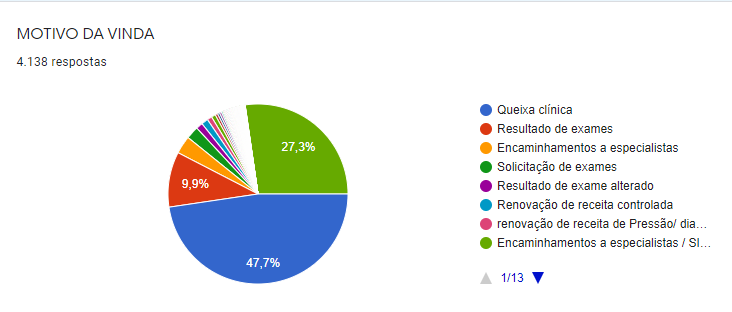 MOTIVO DA VINDA
4.138 respostas
27,3%
9,9%
47,7%
Queixa clínica
Resultado de exames
Encaminhamentos a especialistas
Solicitação de exames
Resultado de exame alterado
Renovação de receita controlada
renovação de receita de Pressão/ dia…
Encaminhamentos a especialistas / SI…
1/13